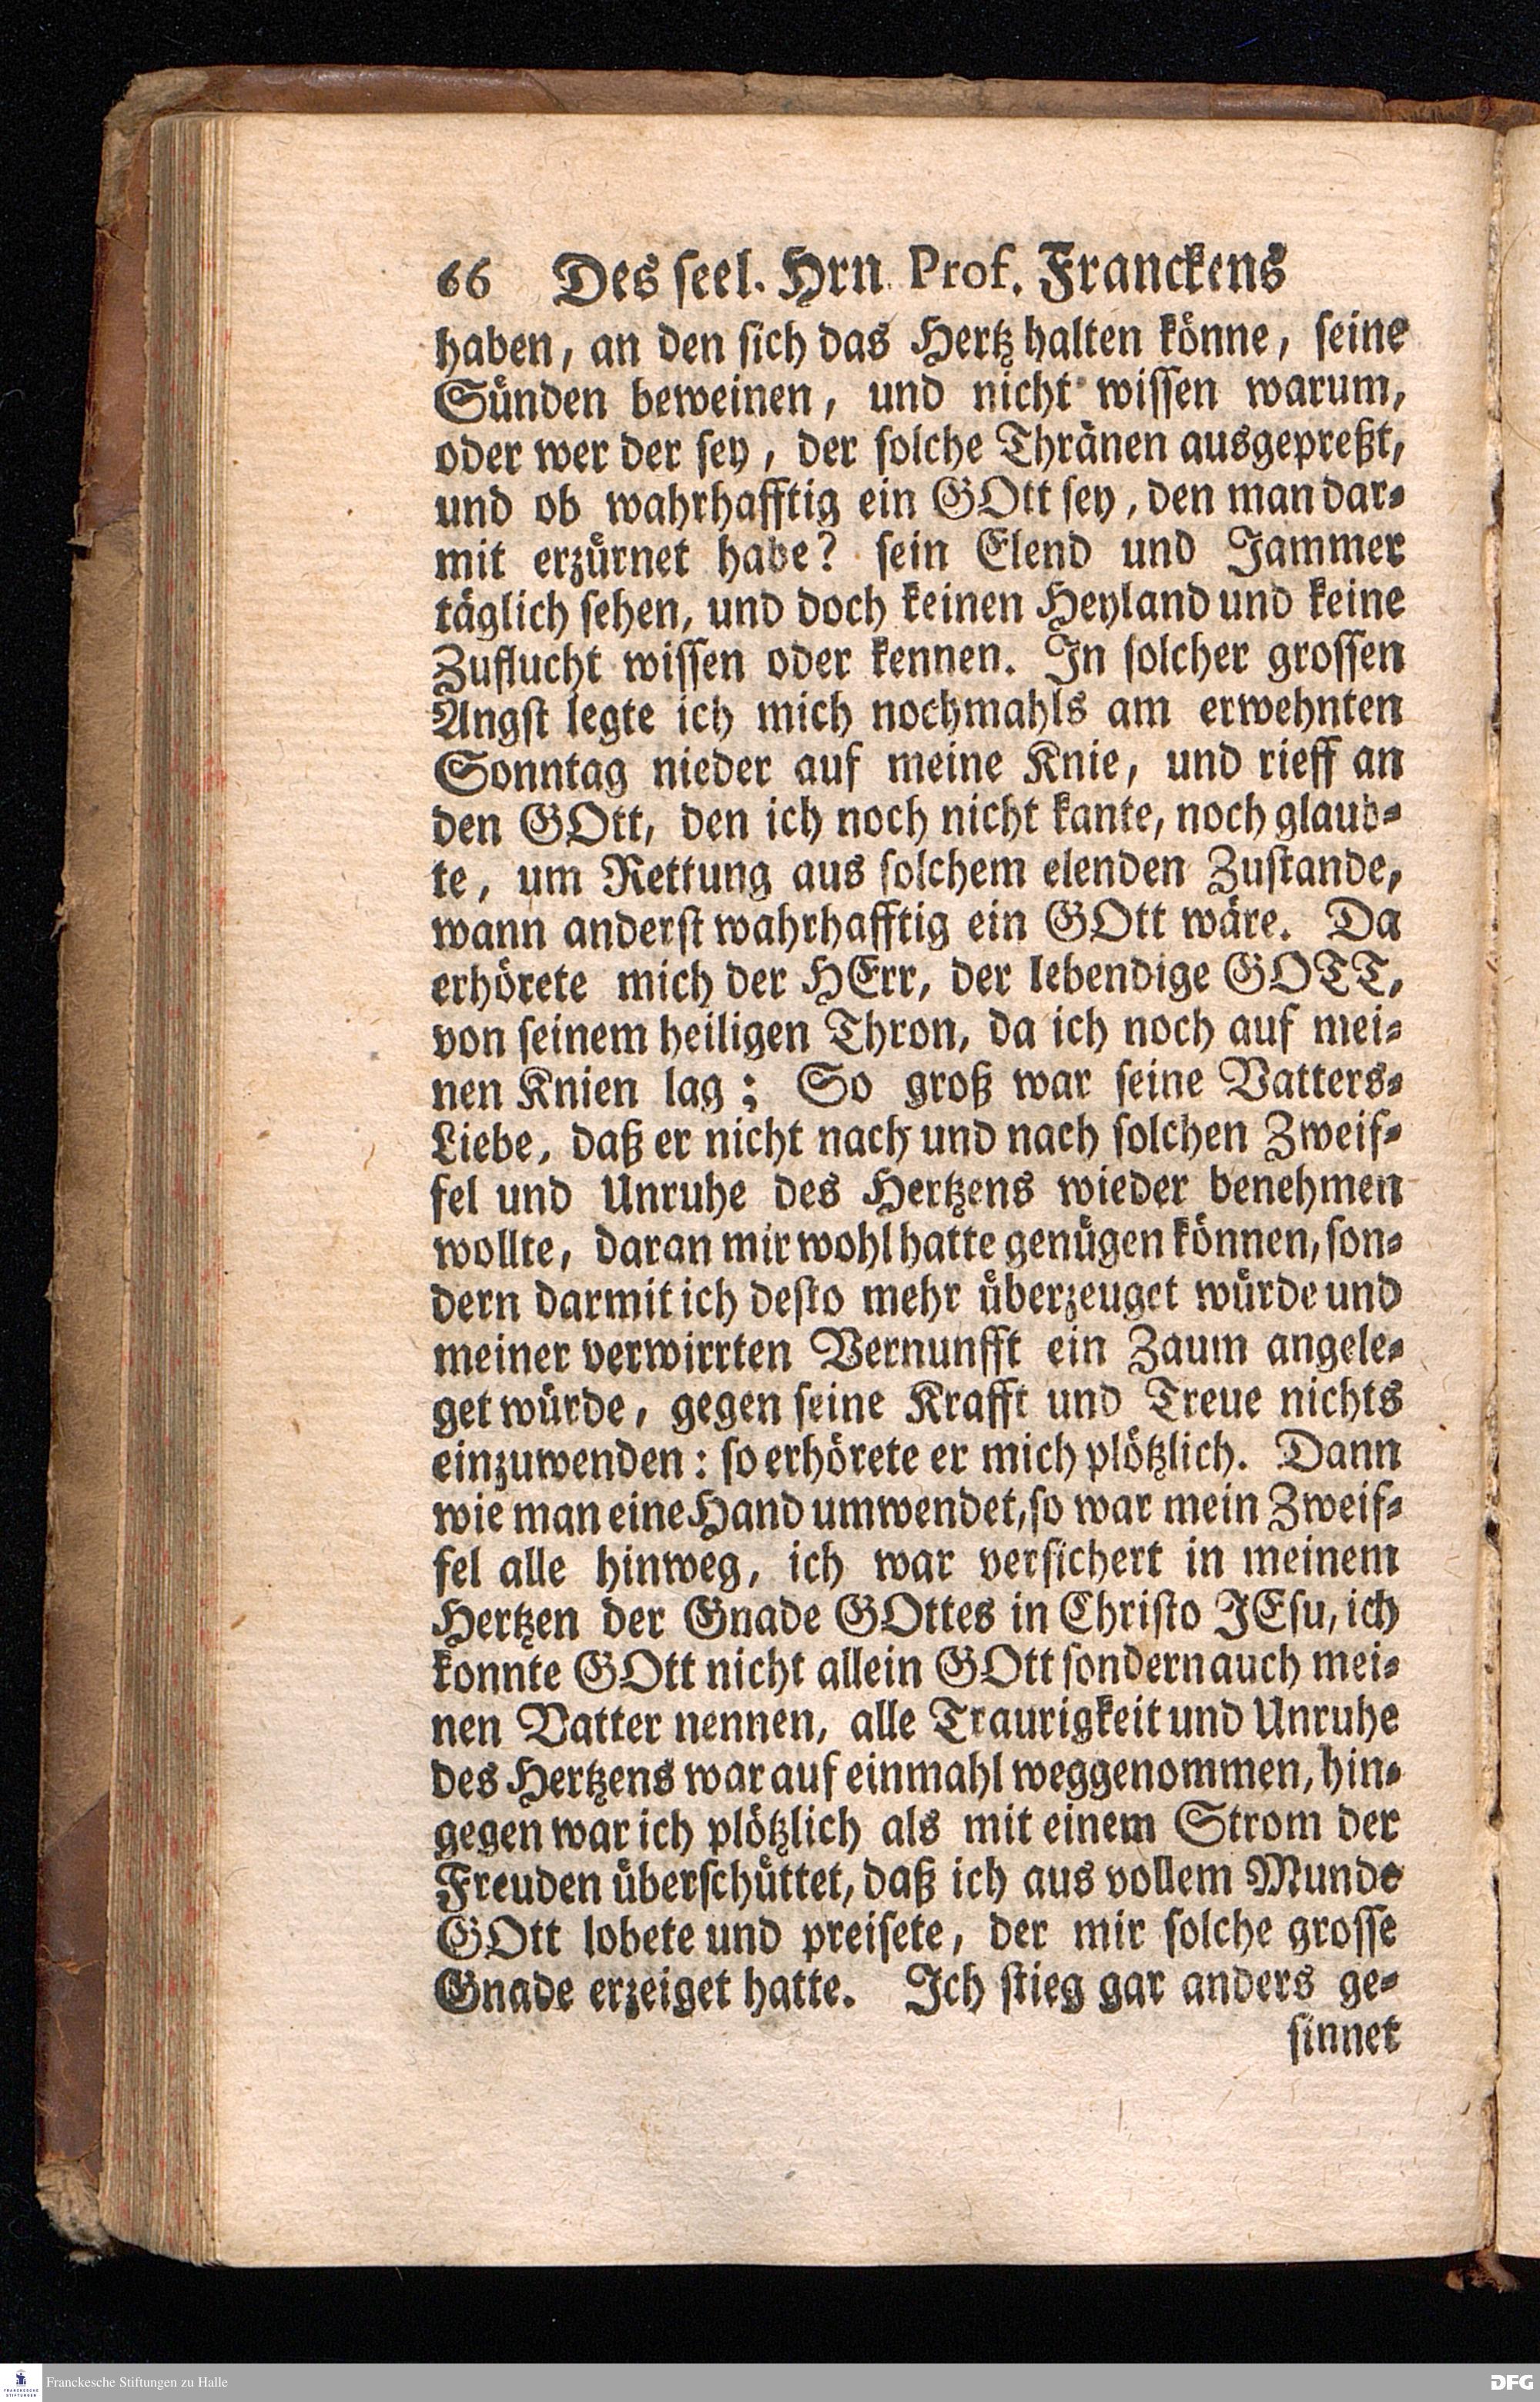 66 Des seel. Hrn. Prof. Franckens
haben, an den sich das Hertz halten könne, seine
Sünden beweinen, und nicht wissen warum,
oder wer der sey, der solche Thränen ausgepreßt,
und ob wahrhafftig ein GOtt sey, den man dar-
mit erzürnet habe? sein Elend und Jammer
täglich sehen, und doch keinen Heyland und keine
Zuflucht wissen oder kennen. In solcher grossen
Angst legte ich mich nochmahls am erwehnten
Sonntag nieder auf meine Knie, und rieff an
den GOtt, den ich noch nicht kante, noch glaub-
te, um Rettung aus solchem elenden Zustande,
wann anderst wahrhafftig ein GOtt wäre. Da
erhörete mich der HErr, der lebendige GOTT,
von seinem heiligen Thron, da ich noch auf mei-
nen Knien lag; So groß war seine Vatters-
Liebe, daß er nicht nach und nach solchen Zweif-
fel und Unruhe des Hertzens wieder benehmen
wollte, daran mir wohl hatte genügen können, son-
dern darmit ich desto mehr überzeuget würde und
meiner verwirrten Vernunfft ein Zaum angele-
get würde, gegen seine Krafft und Treue nichts
einzuwenden: so erhörete er mich plötzlich. Dann
wie man eine Hand umwendet, so war mein Zweif-
fel alle hinweg, ich war versichert in meinem
Hertzen der Gnade GOttes in Christo JEsu, ich
konnte GOtt nicht allein GOtt sondern auch mei-
nen Vatter nennen, alle Traurigkeit und Unruhe
des Hertzens war auf einmahl weggenommen, hin-
gegen war ich plötzlich als mit einem Strom der
Freuden überschüttet, daß ich aus vollem Munde
GOtt lobete und preisete, der mir solche grosse
Gnade erzeiget hatte. Ich stieg gar anders ge-
sinnet
Franckesche Stiftungen zu Halle
DFG